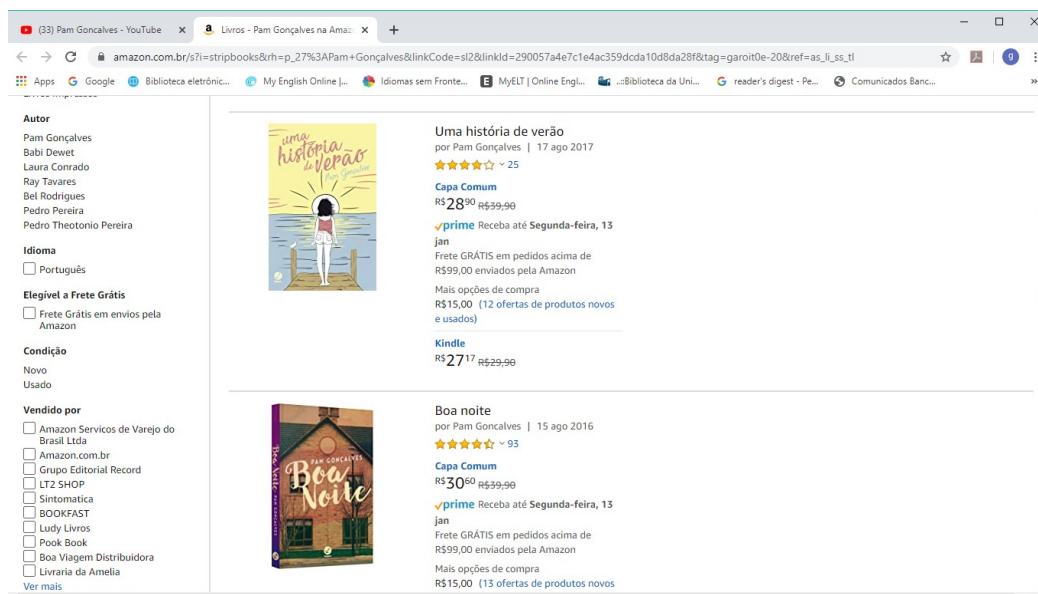 (33) Pam Goncalves - YouTube
Livros - Pam Gonçalves na Amaz
amazon.com.br/s?i=stripbooks&rh=p_27%3APam+Gonçalves&linkCode=sl2&linkId=290057a4e7c1e4ac359dcda10d8da28f&tag=garoit0e-20&ref=as_li_ss_tl
g
Apps Google Biblioteca eletrônic... My English Online |... Idiomas sem Fronte... MyELT | Online Engl... ..::Biblioteca da Uni... reader's digest - Pe... Comunicados Banc... »
Autor
Pam Gonçalves
Babi Dewet
Laura Conrado
Ray Tavares
Bel Rodrigues
Pedro Pereira
Pedro Theotonio Pereira
Idioma
Português
Elegível a Frete Grátis
Frete Grátis em envios pela
Amazon
Condição
Novo
Usado
Vendido por
Amazon Servicos de Varejo do
Brasil Ltda
Amazon.com.br
Grupo Editorial Record
LT2 SHOP
Sintomatica
BOOKFAST
Ludy Livros
Pook Book
Boa Viagem Distribuidora
Livraria da Amelia
Ver mais
uma
história
de verão
Pam Gonçalves
Uma história de verão
por Pam Gonçalves | 17 ago 2017
25
Capa Comum
R$2890 R$39,90
prime Receba até Segunda-feira, 13
jan
Frete GRÁTIS em pedidos acima de
R$99,00 enviados pela Amazon
Mais opções de compra
R$15,00 (12 ofertas de produtos novos
e usados)
Kindle
R$2717 R$29,90
Boa Noite PAM GONÇALVES
PAM GONÇALVES
Boa
Noite
Boa noite
por Pam Goncalves | 15 ago 2016
93
Capa Comum
R$3060 R$39,90
prime Receba até Segunda-feira, 13
jan
Frete GRÁTIS em pedidos acima de
R$99,00 enviados pela Amazon
Mais opções de compra
R$15,00 (13 ofertas de produtos novos